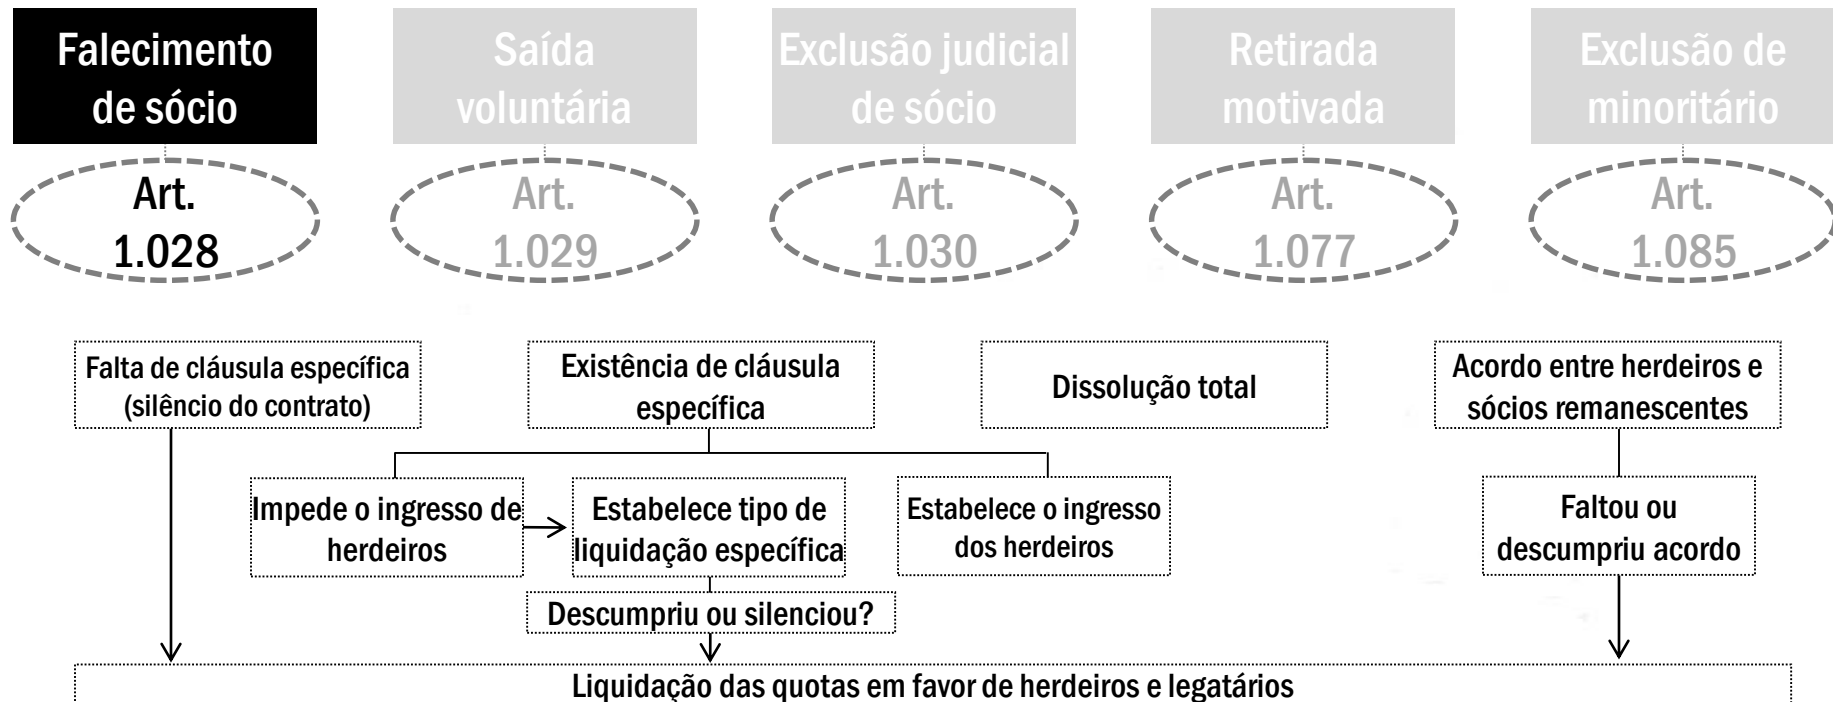 Falecimento
de sócio
Saída
voluntária
Exclusão judicial
de sócio
Retirada
motivada
Exclusão de
minoritário
Art.
1.028
Art.
1.029
Art.
1.030
Art.
1.077
Art.
1.085
Falta de cláusula específica
(silêncio do contrato)
Existência de cláusula
específica
Dissolução total
Acordo entre herdeiros e
sócios remanescentes
Impede o ingresso de
herdeiros
Estabelece tipo de
liquidação específica
Estabelece o ingresso
dos herdeiros
Faltou ou
descumpriu acordo
Descumpriu ou silenciou?
Liquidação das quotas em favor de herdeiros e legatários